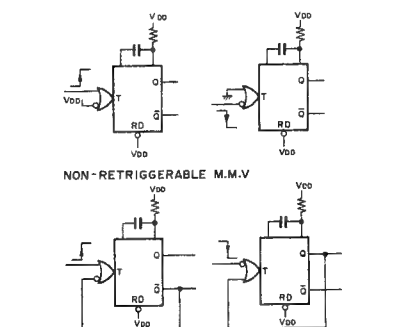 VDD VDD
Q Q
VDD T T
Q̅ Q̅
RD RD
VDD VDD
NON-RETRIGGERABLE M.M.V
VDD VDD
Q Q
T T
Q̅ Q̅
RD RD
VDD VDD